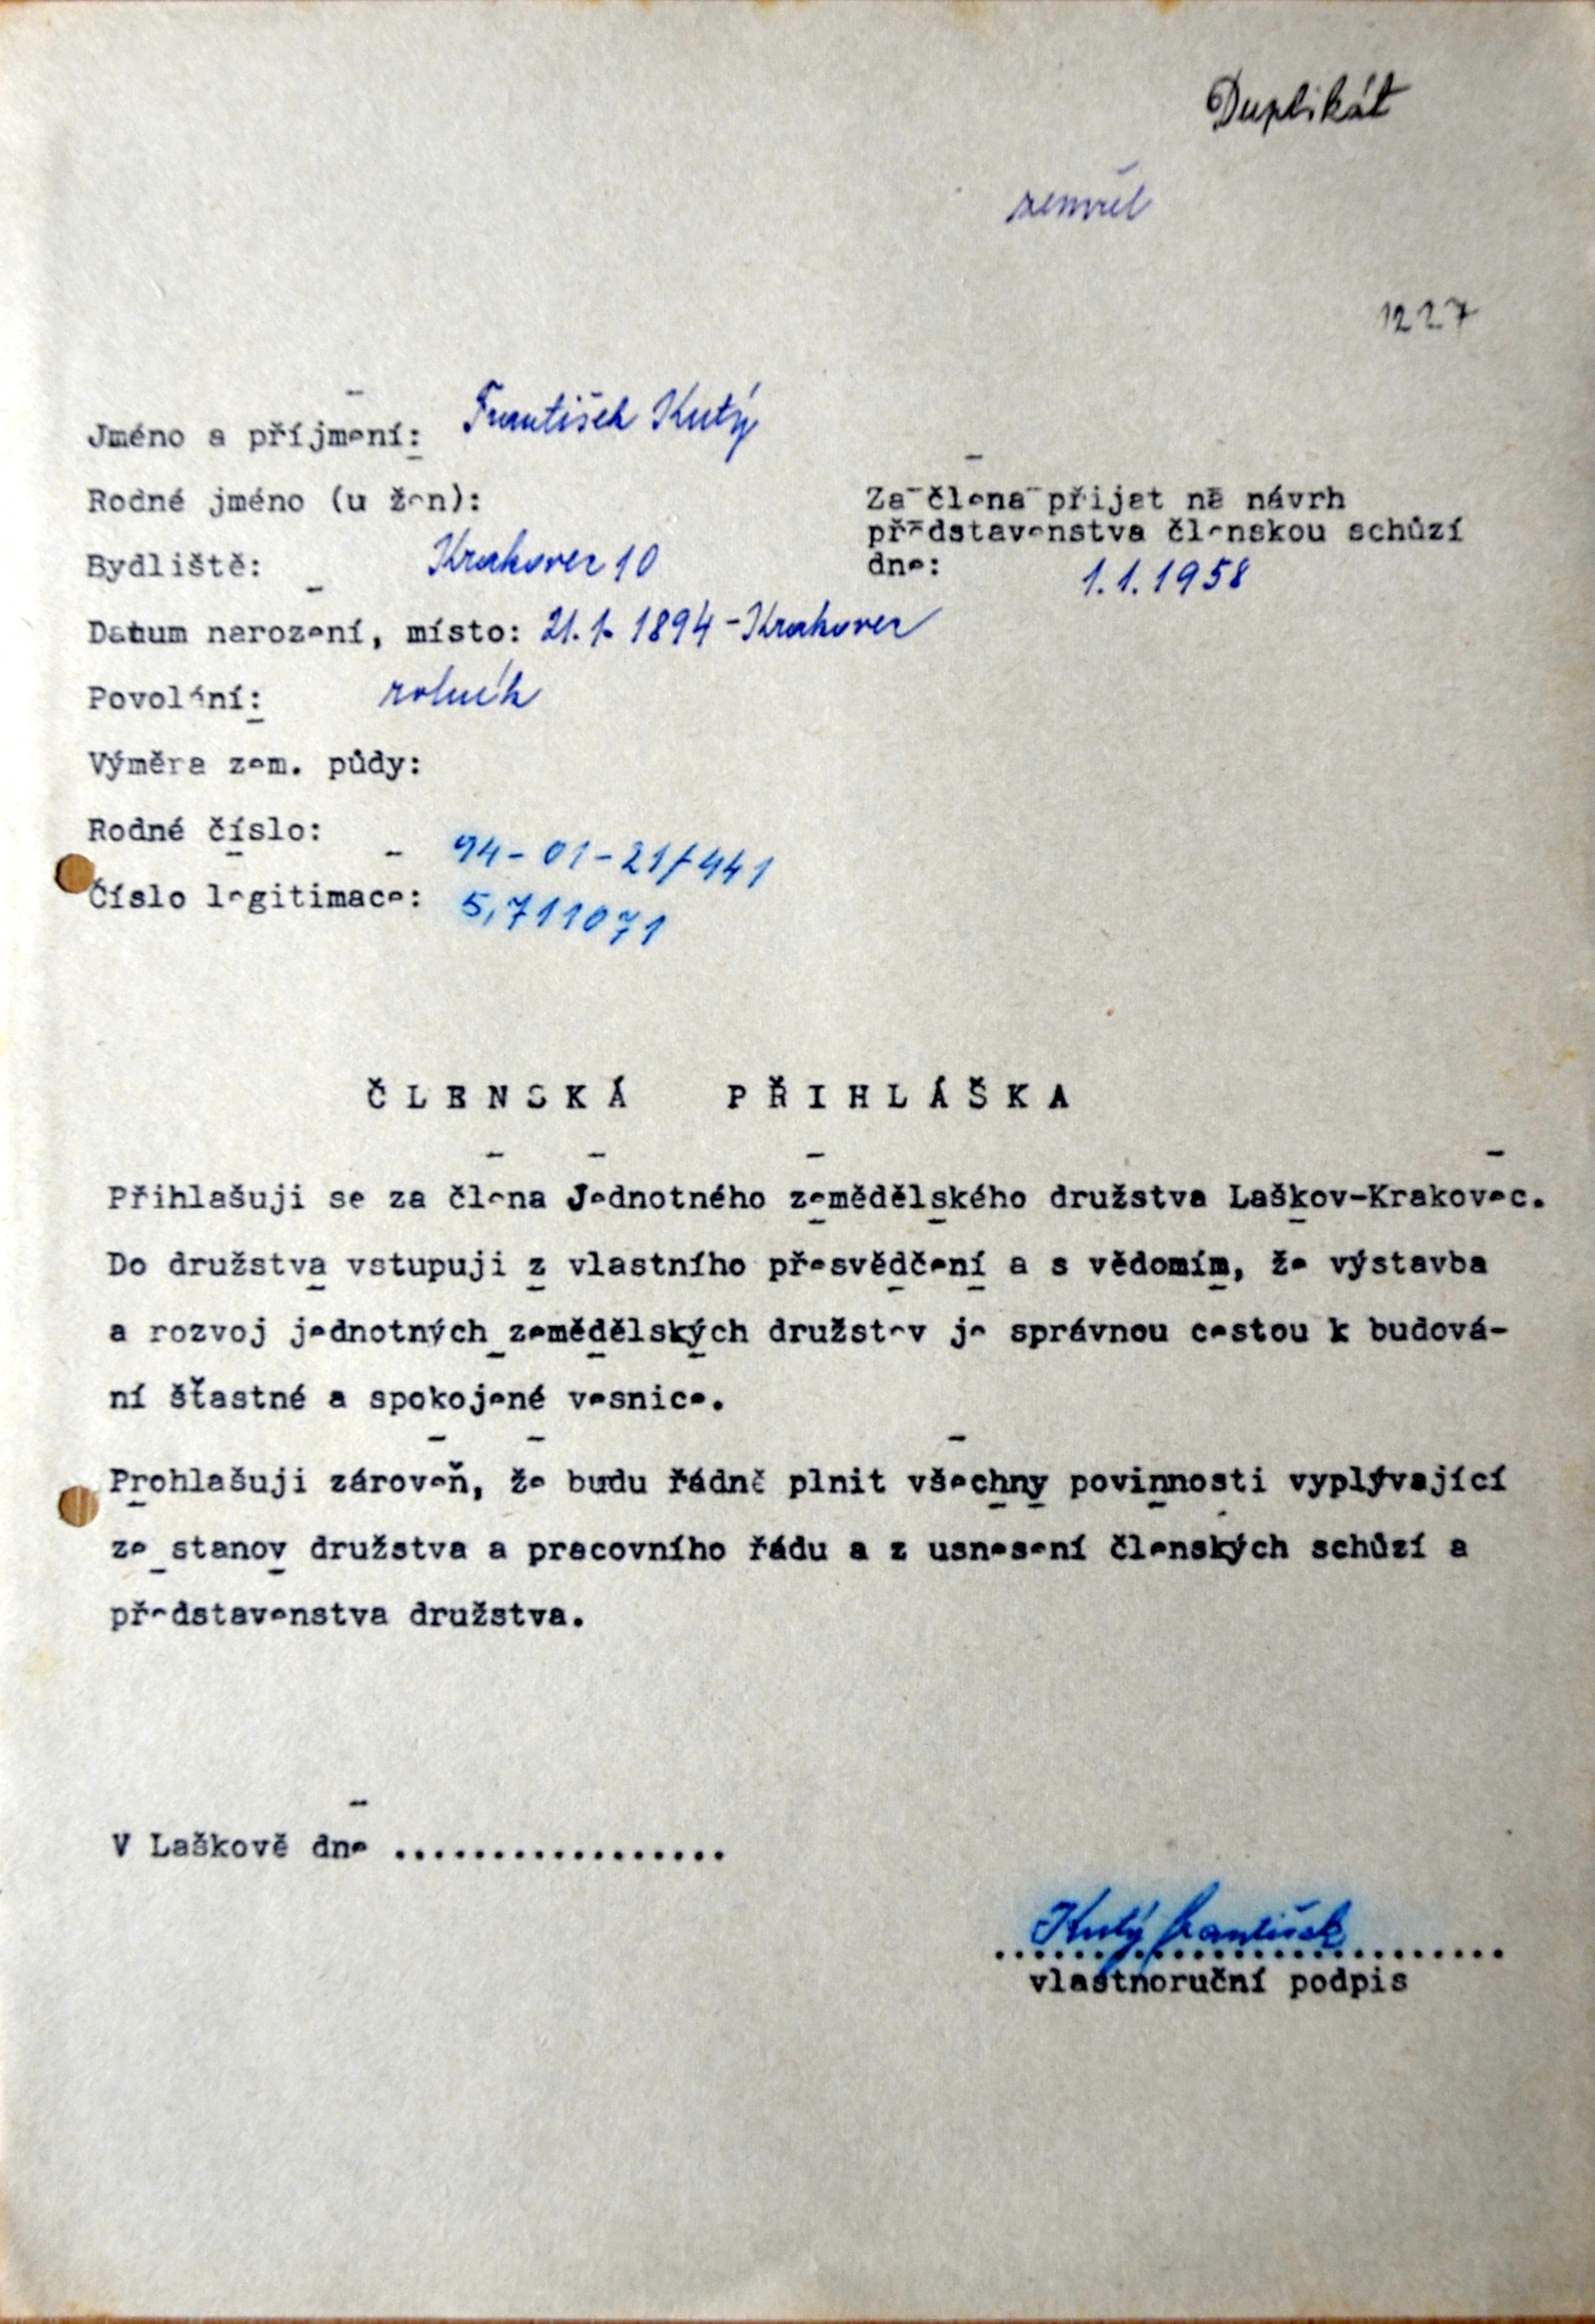 Duplikát
zemřel
1227
Jméno a příjmení: František Kutý
Rodné jméno (u žen):
Za člena přijat na návrh
představenstva členskou schůzí
dne: 1.1.1958
Bydliště: Krakovec 10
Datum narození, místo: 21.1. 1894 - Krakovec
Povolání: rolník
Výměra zem. půdy:
Rodné číslo: 94-01-21/441
Číslo legitimace: 5,711071
ČLENSKÁ PŘIHLÁŠKA
Přihlašuji se za člena Jednotného zemědělského družstva Laškov-Krakovec.
Do družstva vstupuji z vlastního přesvědčení a s vědomím, že výstavba
a rozvoj jednotných zemědělských družstev je správnou cestou k budová-
ní šťastné a spokojené vesnice.
Prohlašuji zároveň, že budu řádně plnit všechny povinnosti vyplývající
ze stanov družstva a pracovního řádu a z usnesení členských schůzí a
představenstva družstva.
V Laškově dne .................
Kutý František
vlastnoruční podpis